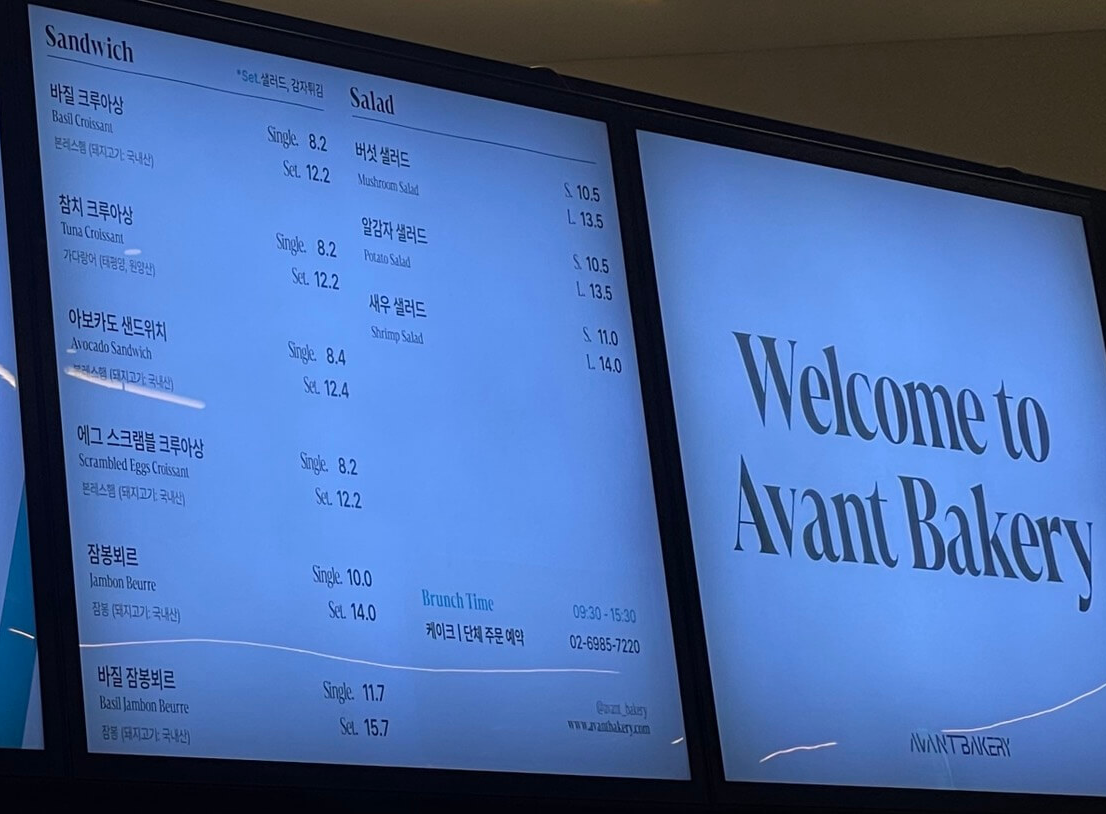 Sandwich
*Set.샐러드, 감자튀김
바질 크루아상
Basil Croissant
본레스햄 (돼지고기: 국내산)
Single. 8.2
Set. 12.2
참치 크루아상
Tuna Croissant
가다랑어 (태평양, 원양산)
Single. 8.2
Set. 12.2
아보카도 샌드위치
Avocado Sandwich
본레스햄 (돼지고기: 국내산)
Single. 8.4
Set. 12.4
에그 스크램블 크루아상
Scrambled Eggs Croissant
본레스햄 (돼지고기: 국내산)
Single. 8.2
Set. 12.2
잠봉뵈르
Jambon Beurre
잠봉 (돼지고기: 국내산)
Single. 10.0
Set. 14.0
바질 잠봉뵈르
Basil Jambon Beurre
잠봉 (돼지고기: 국내산)
Single. 11.7
Set. 15.7
Salad
버섯 샐러드
Mushroom Salad
S. 10.5
L. 13.5
알감자 샐러드
Potato Salad
S. 10.5
L. 13.5
새우 샐러드
Shrimp Salad
S. 11.0
L. 14.0
Brunch Time 09:30 - 15:30
케이크 | 단체 주문 예약 02-6985-7220
@avant_bakery
www.avantbakery.com
Welcome to
Avant Bakery
AVANT BAKERY